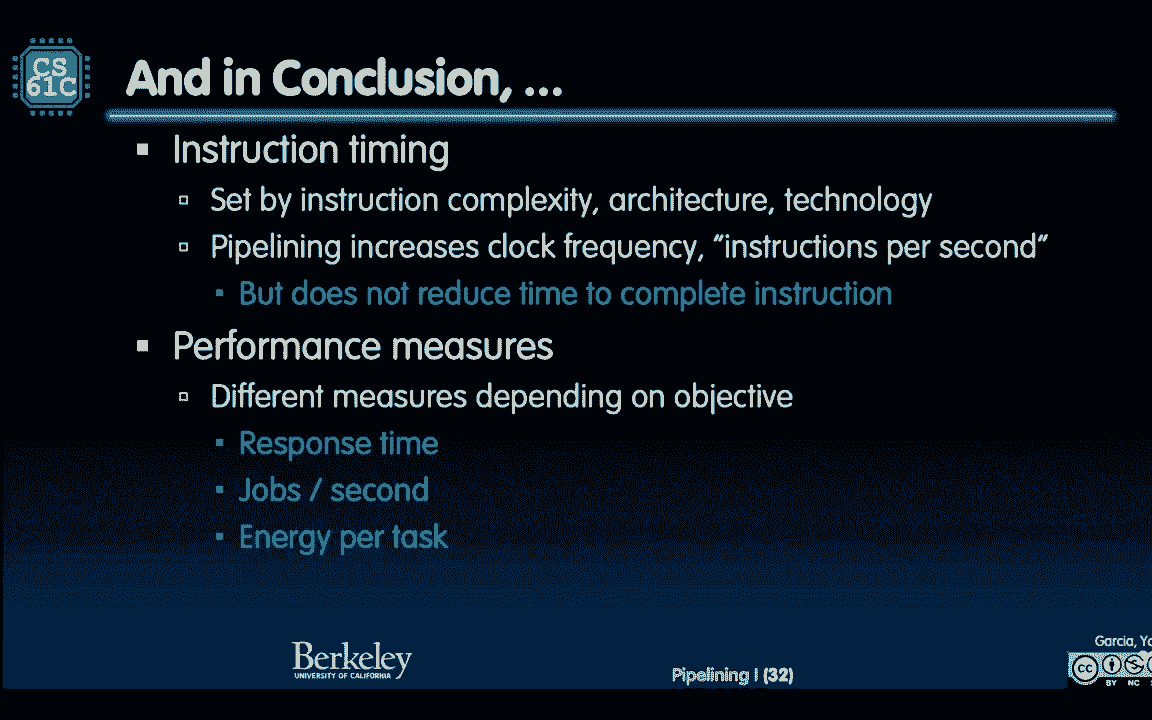 CS
61C
And in Conclusion, ...
Instruction timing
Set by instruction complexity, architecture, technology
Pipelining increases clock frequency, “instructions per second“
But does not reduce time to complete instruction
Performance measures
Different measures depending on objective
Response time
Jobs / second
Energy per task
Berkeley
UNIVERSITY OF CALIFORNIA
Pipelining I (32)
Garcia,
cc
BY NC